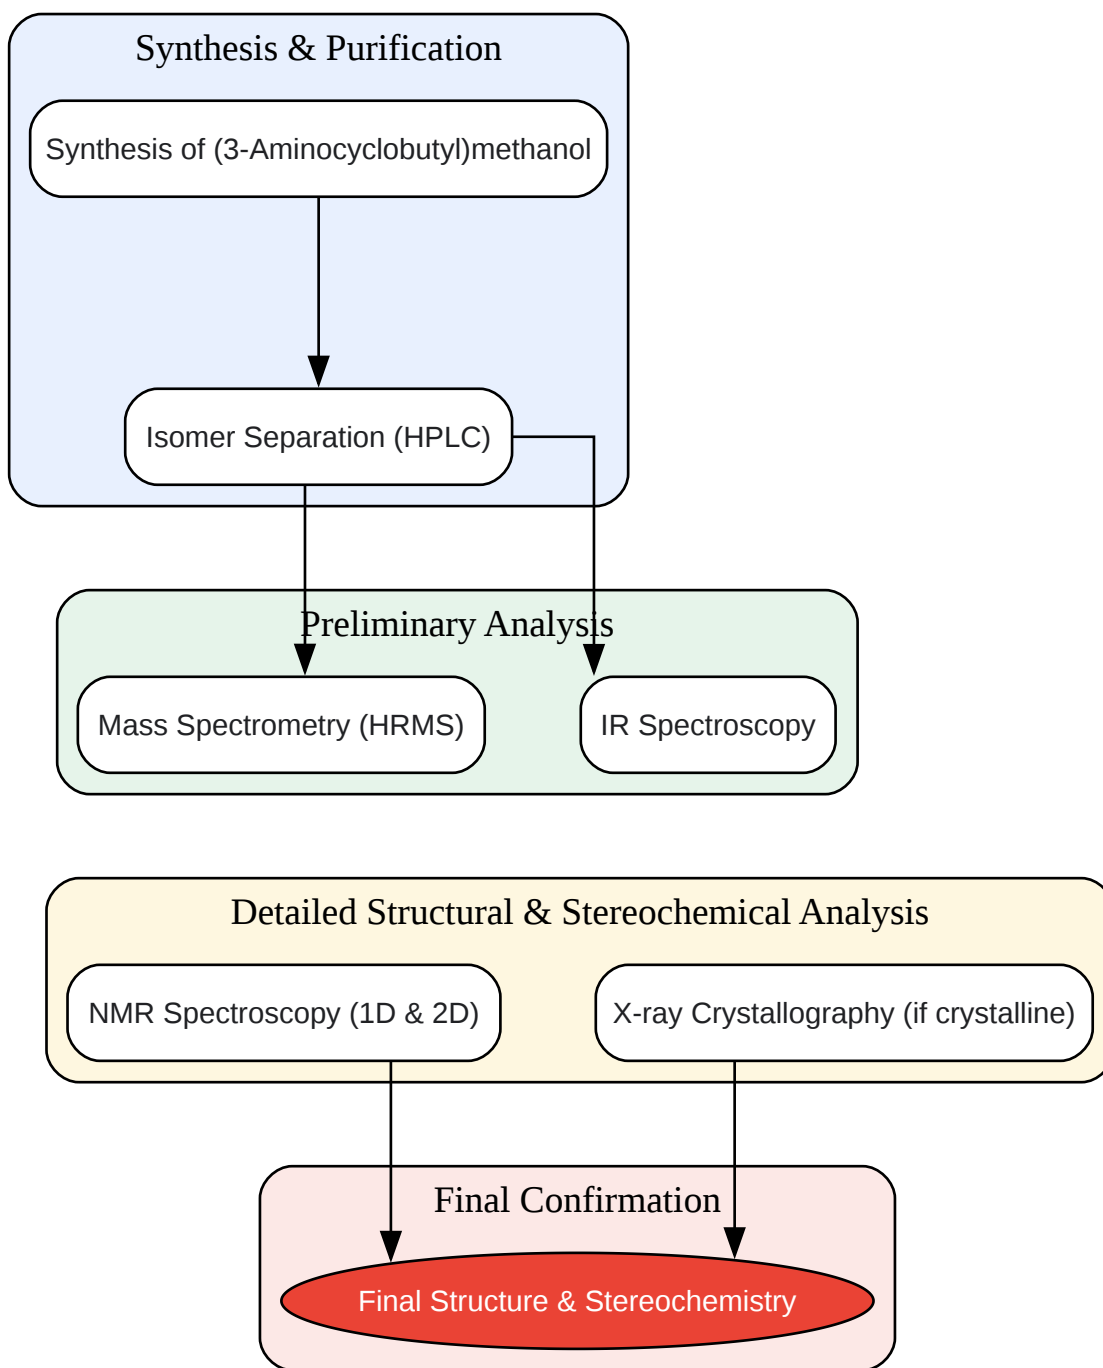 Synthesis & Purification
Synthesis of (3-Aminocyclobutyl)methanol
Isomer Separation (HPLC)
Preliminary Analysis
Mass Spectrometry (HRMS)
IR Spectroscopy
Detailed Structural & Stereochemical Analysis
NMR Spectroscopy (1D & 2D)
X-ray Crystallography (if crystalline)
Final Confirmation
Final Structure & Stereochemistry